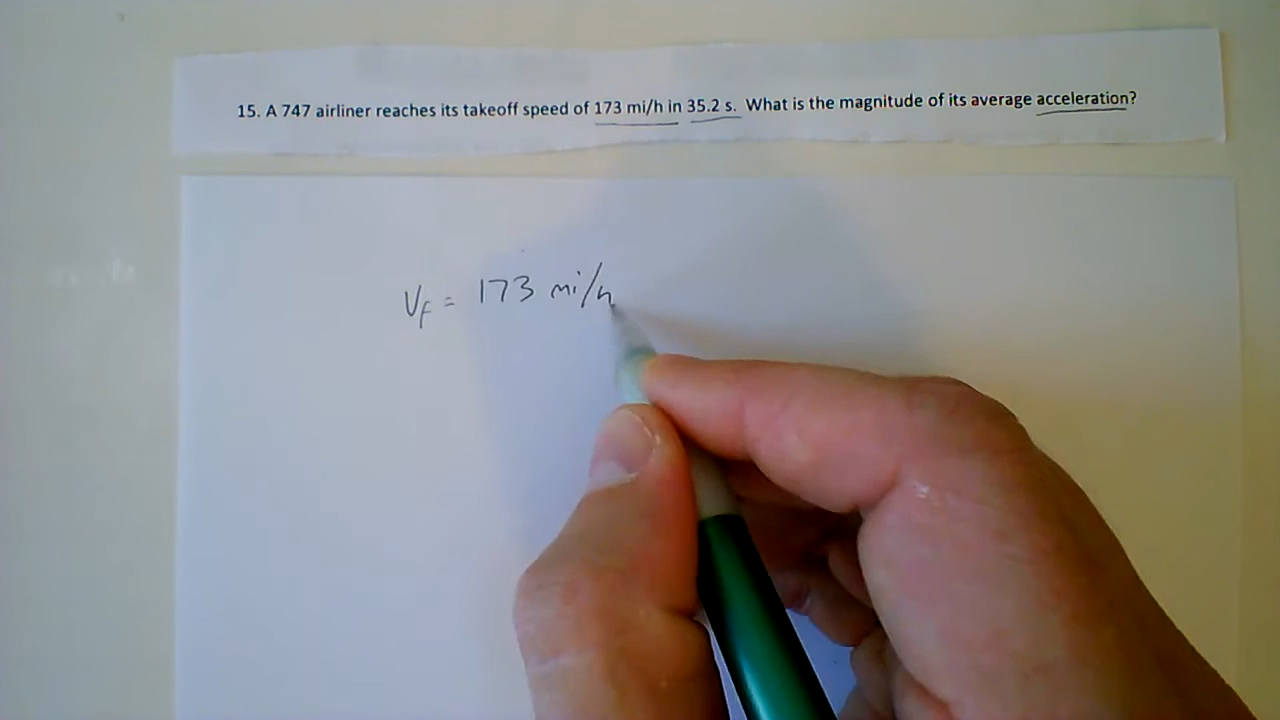 15. A 747 airliner reaches its takeoff speed of 173 mi/h in 35.2 s. What is the magnitude of its average acceleration?
Vf = 173 mi/h